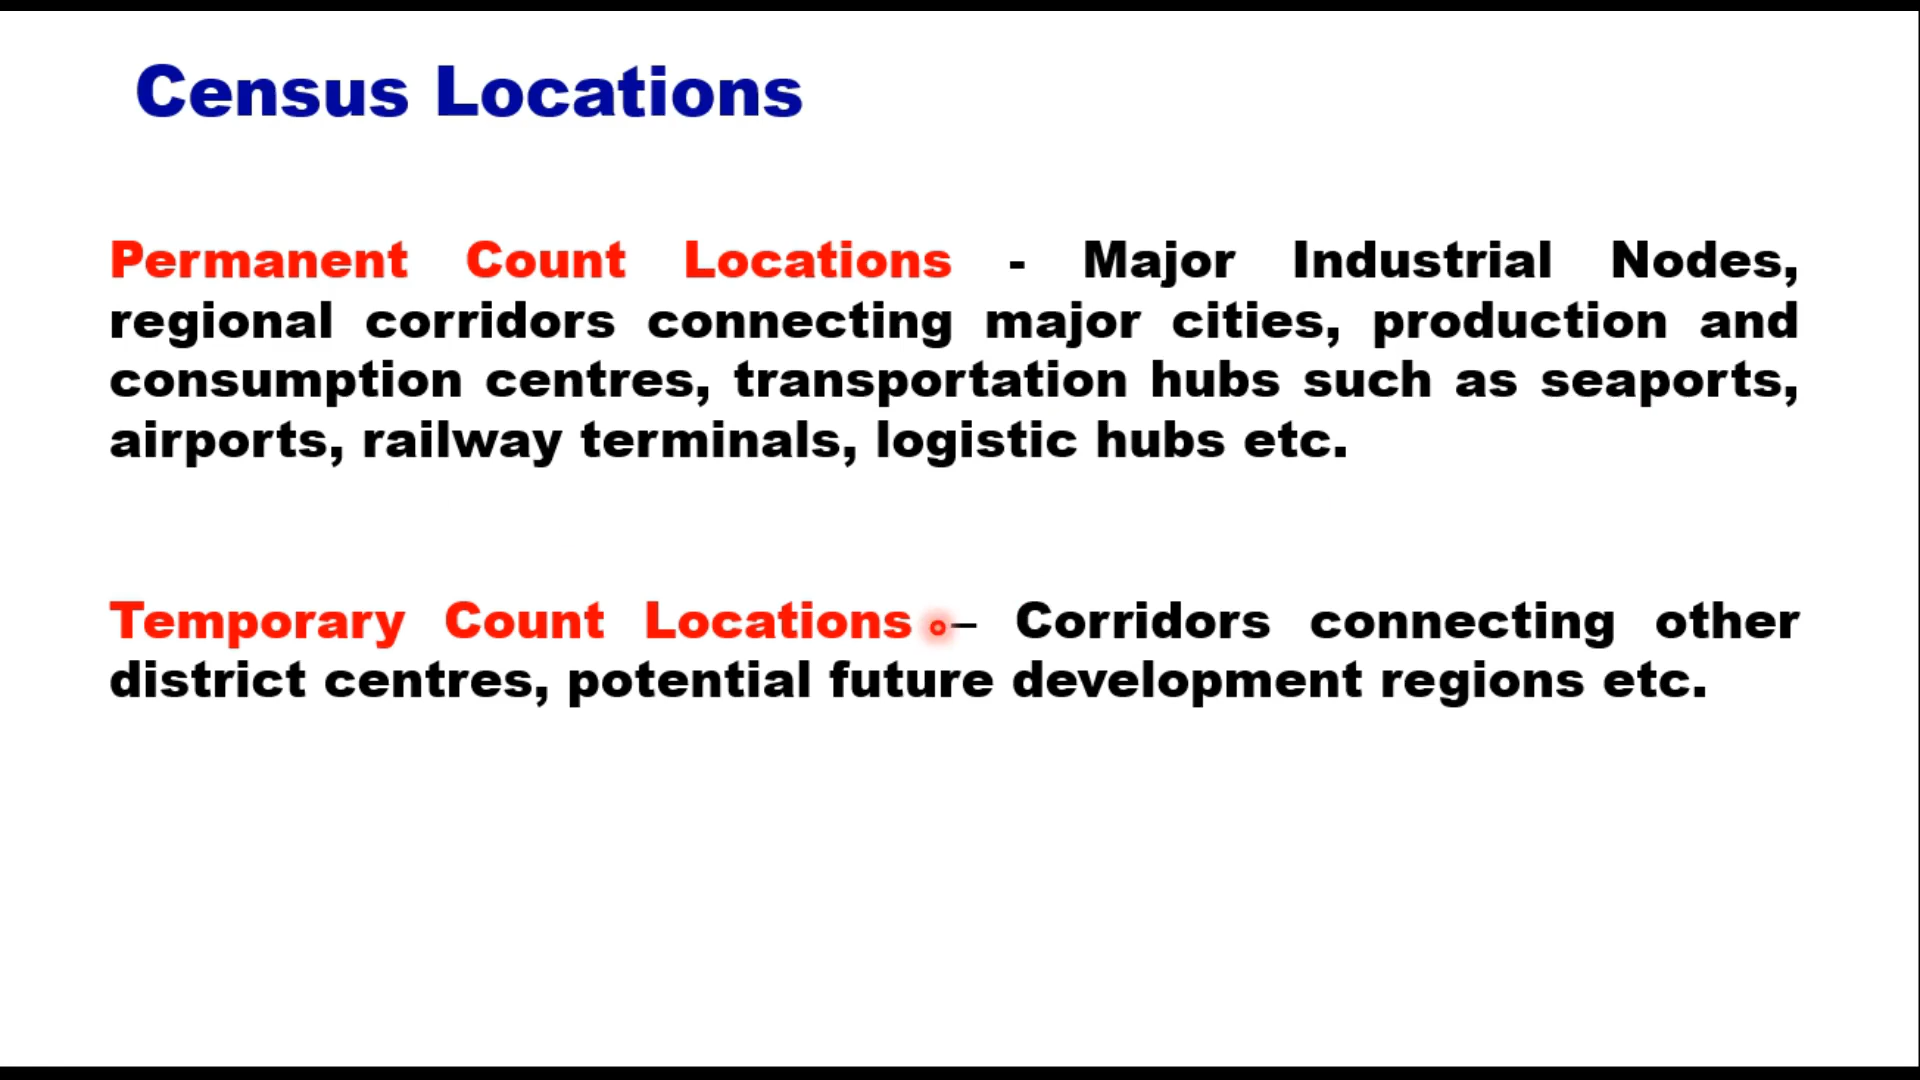 Census Locations
Permanent Count Locations - Major Industrial Nodes,
regional corridors connecting major cities, production and
consumption centres, transportation hubs such as seaports,
airports, railway terminals, logistic hubs etc.
Temporary Count Locations – Corridors connecting other
district centres, potential future development regions etc.